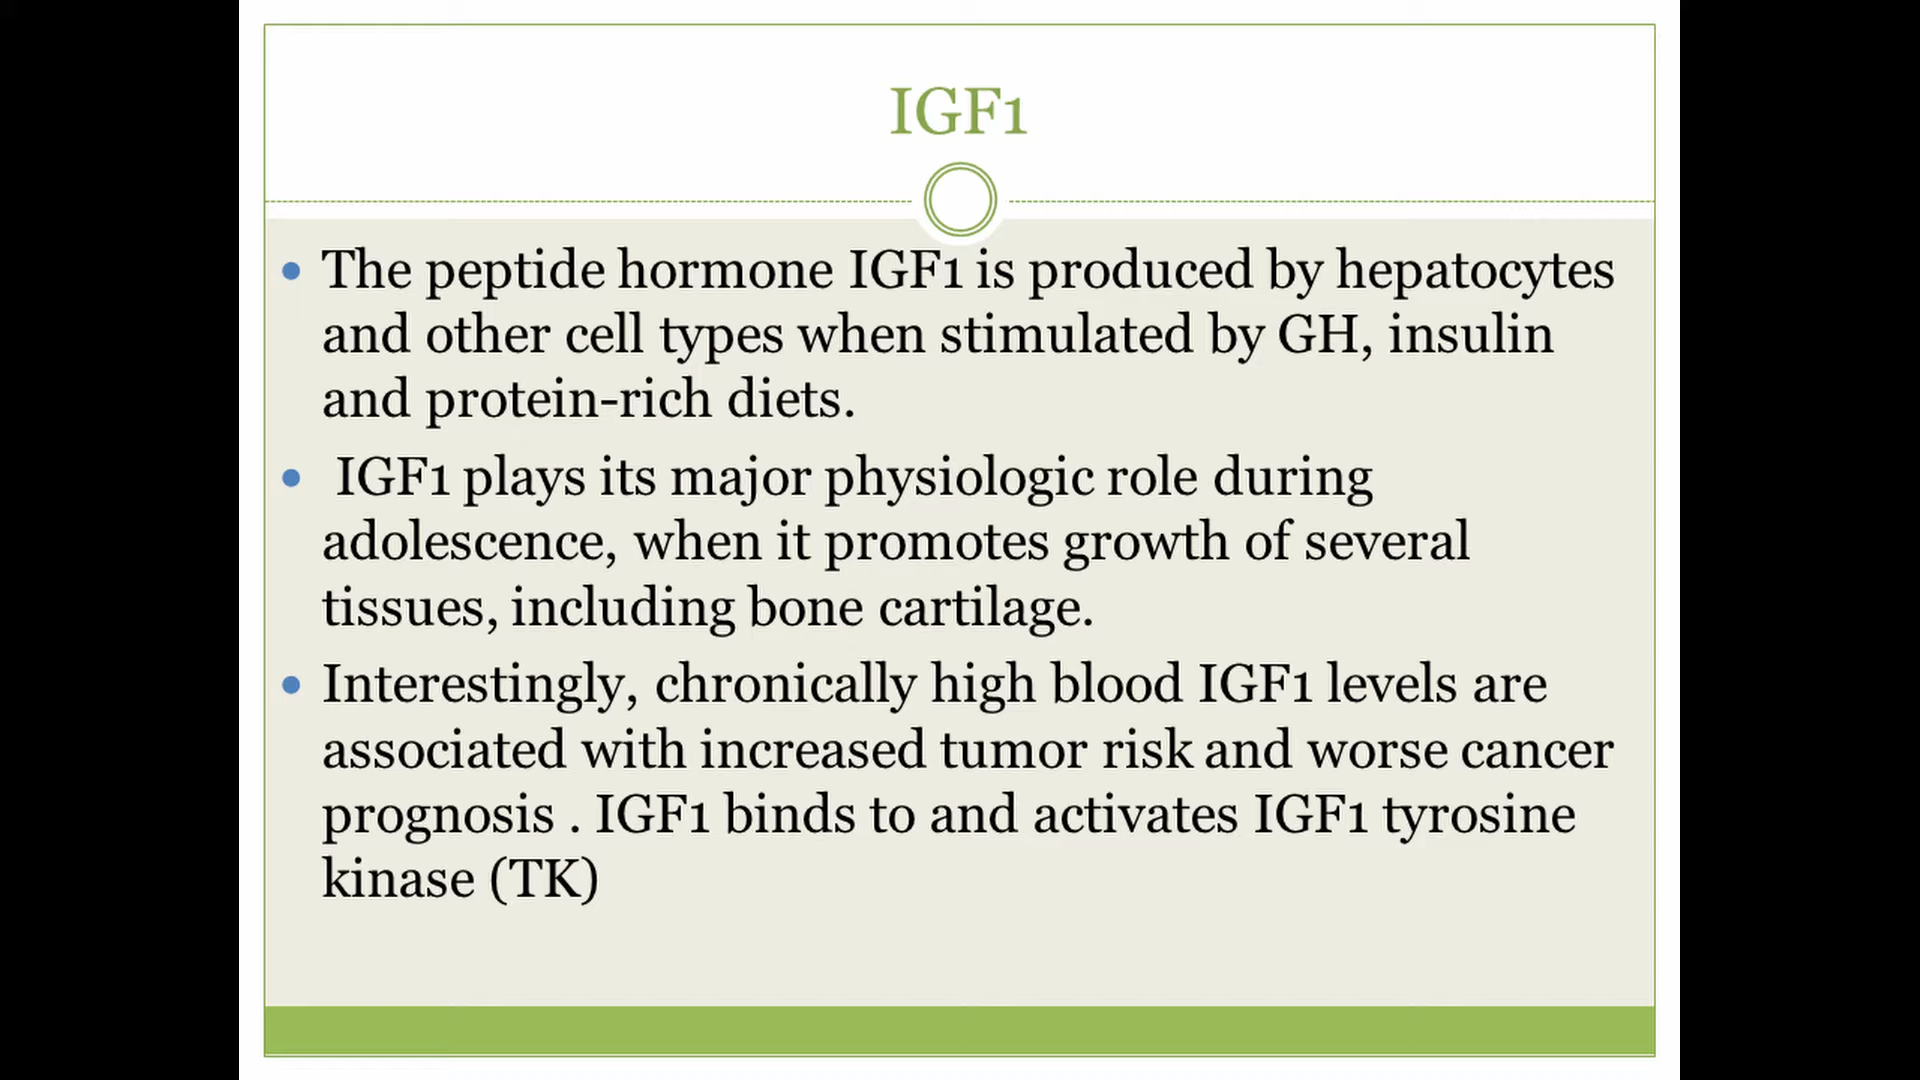 IGF1
• The peptide hormone IGF1 is produced by hepatocytes
and other cell types when stimulated by GH, insulin
and protein-rich diets.
• IGF1 plays its major physiologic role during
adolescence, when it promotes growth of several
tissues, including bone cartilage.
• Interestingly, chronically high blood IGF1 levels are
associated with increased tumor risk and worse cancer
prognosis . IGF1 binds to and activates IGF1 tyrosine
kinase (TK)